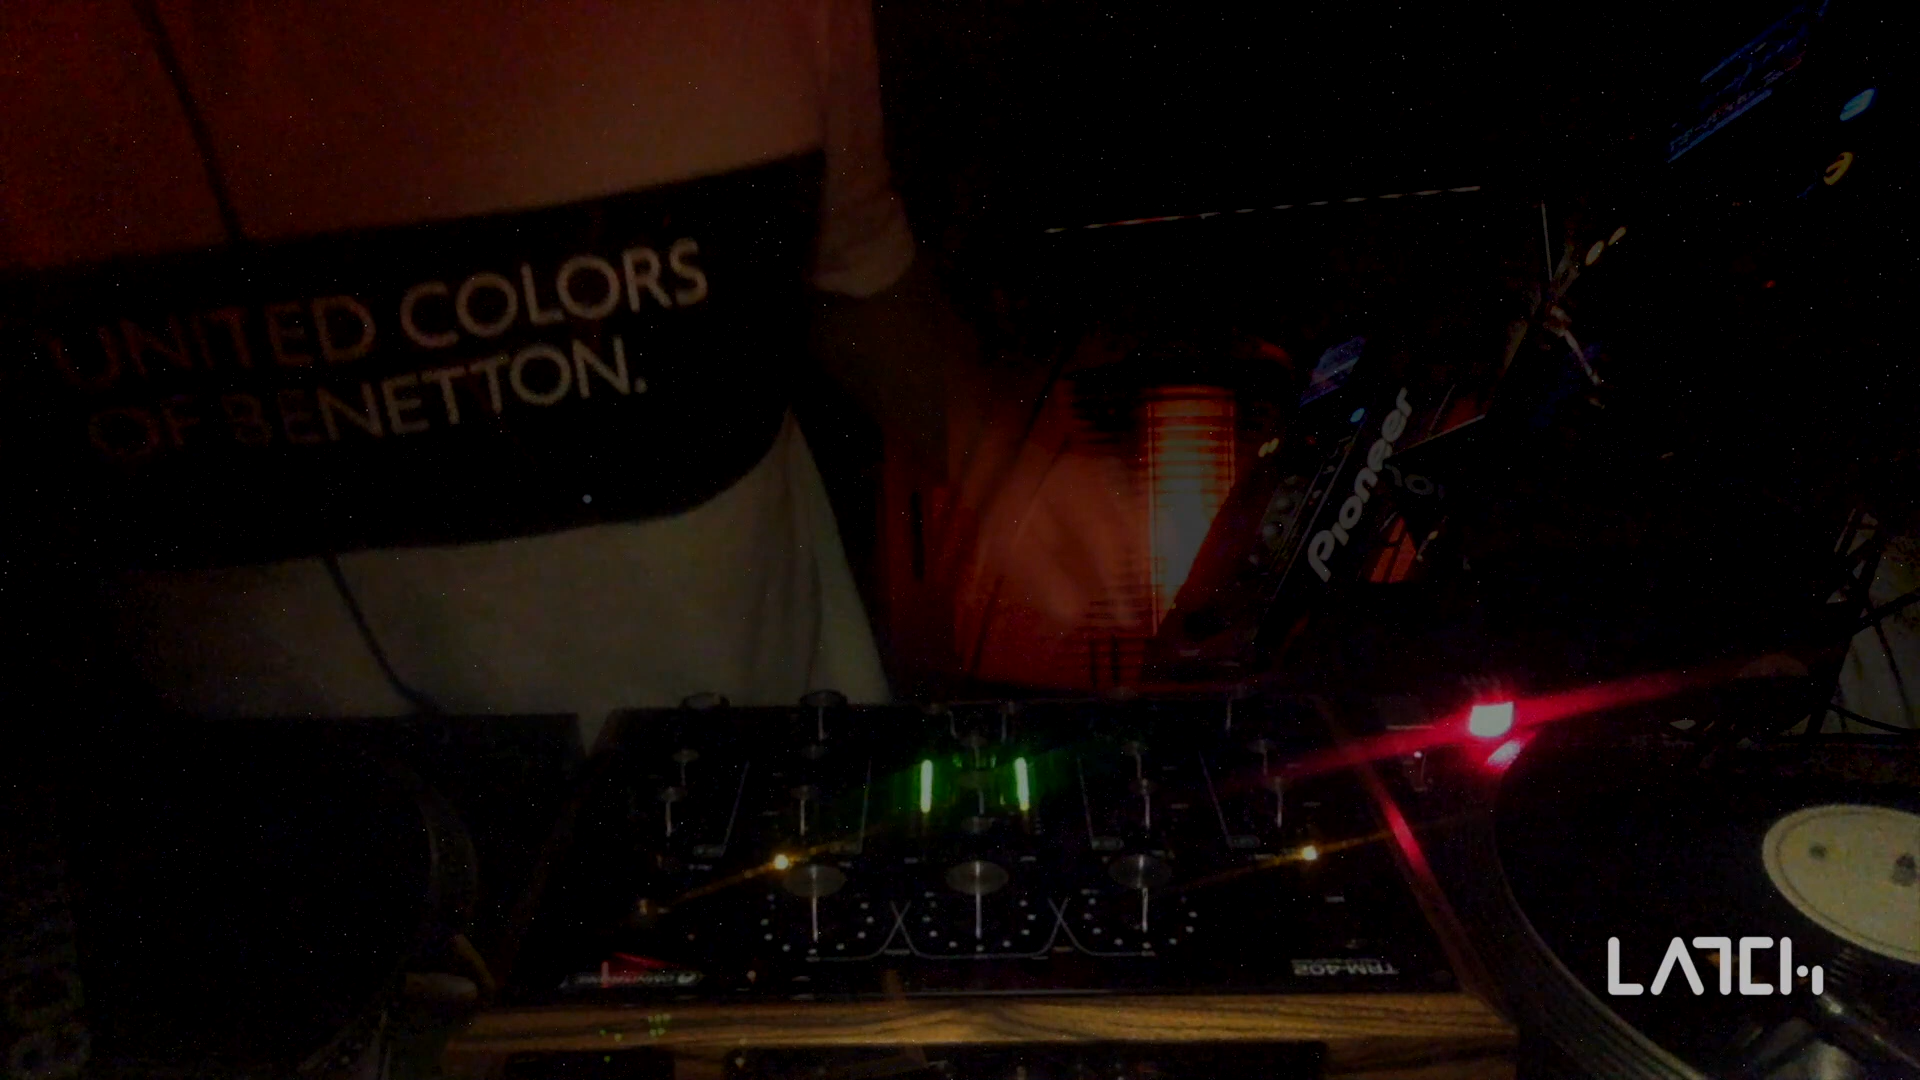 UNITED COLORS
OF BENETTON.
Pioneer
TRM-402
LATCH